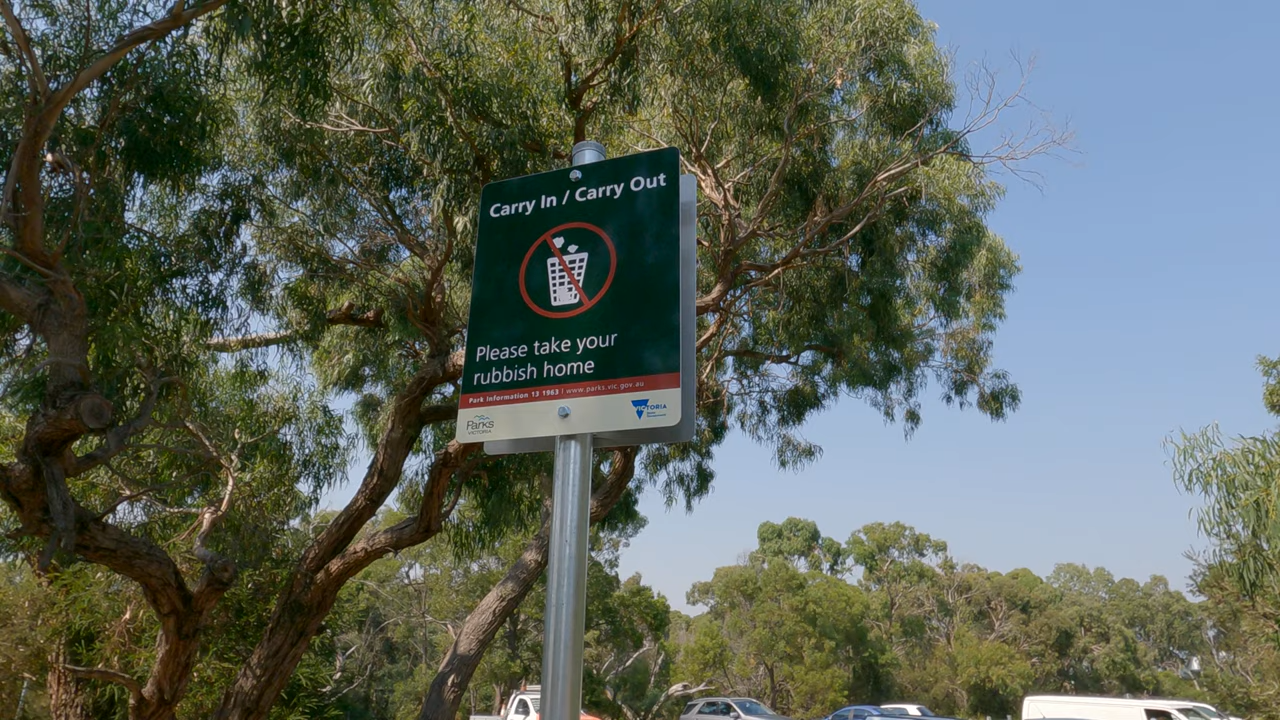 Carry In / Carry Out
Please take your
rubbish home
Park Information 13 1963 | www.parks.vic.gov.au
Parks
VICTORIA
VICTORIA